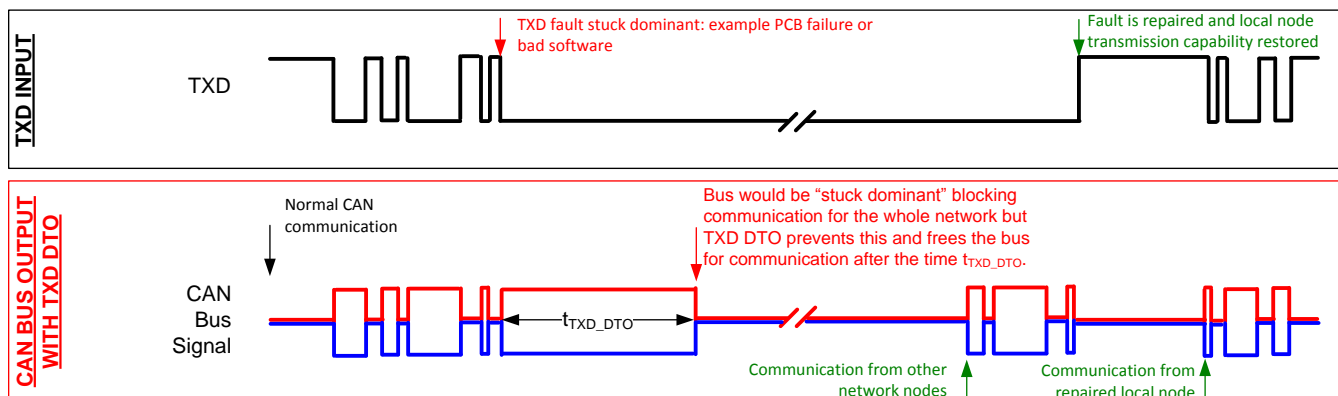 TXD INPUT
TXD fault stuck dominant: example PCB failure or
bad software
Fault is repaired and local node
transmission capability restored
TXD
CAN BUS OUTPUT
WITH TXD DTO
Normal CAN
communication
Bus would be “stuck dominant” blocking
communication for the whole network but
TXD DTO prevents this and frees the bus
for communication after the time tTXD_DTO.
CAN
Bus
Signal
tTXD_DTO
Communication from other
network nodes
Communication from
repaired local node